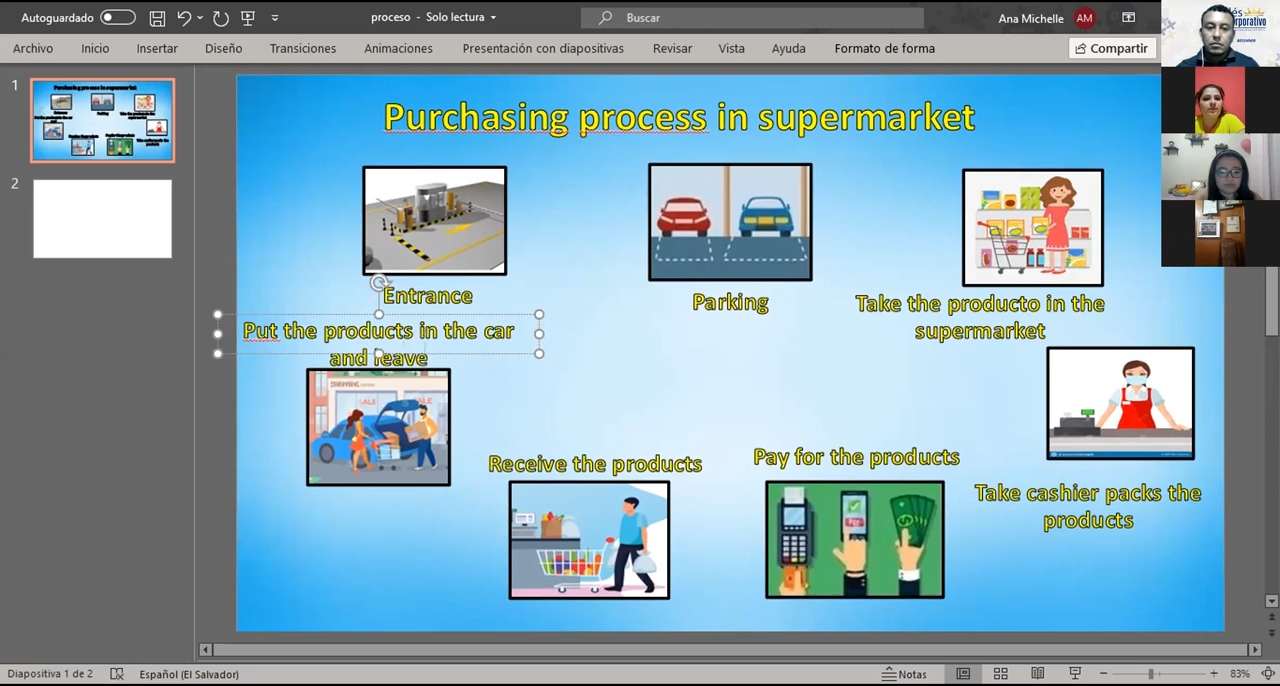 Autoguardado
proceso - Solo lectura
Buscar
Ana Michelle
AM
Archivo
Inicio
Insertar
Diseño
Transiciones
Animaciones
Presentación con diapositivas
Revisar
Vista
Ayuda
Formato de forma
Compartir
1
2
Purchasing process in supermarket
Entrance
Parking
Take the producto in the
supermarket
Put the products in the car
and leave
Receive the products
Pay for the products
Take cashier packs the
products
Diapositiva 1 de 2
Español (El Salvador)
Notas
83%